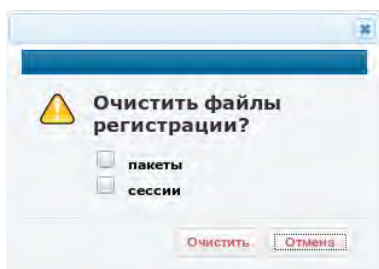 Очистить файлы
регистрации?
пакеты
сессии
Очистить Отмена